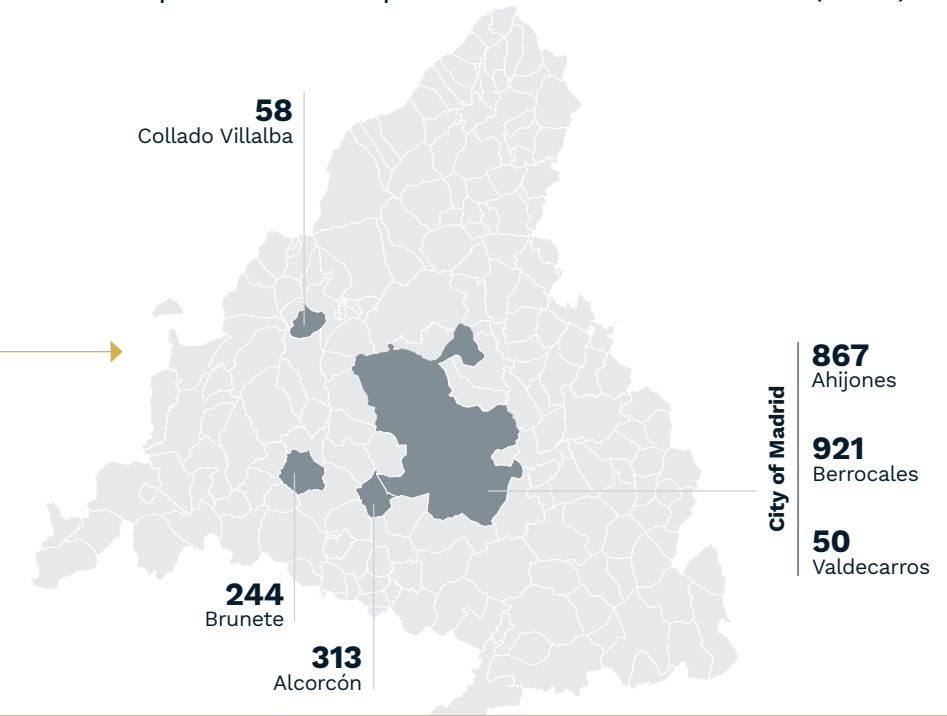 58
Collado Villalba
867
Ahijones
City of Madrid
921
Berrocales
50
Valdecarros
244
Brunete
313
Alcorcón